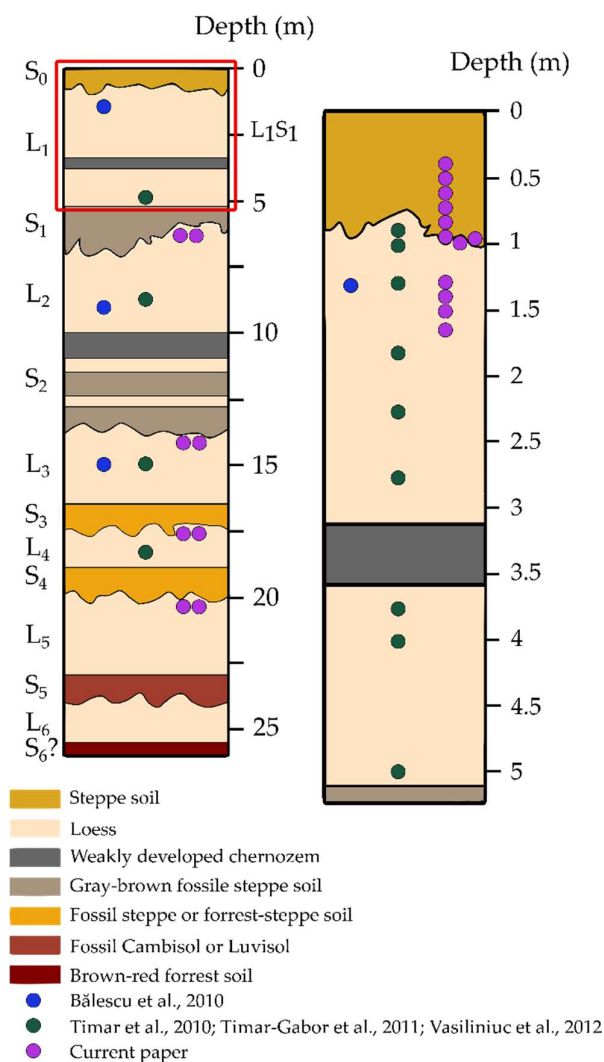 Depth (m)
Depth (m)
S0
L1
S1
L2
S2
L3
S3
L4
S4
L5
S5
L6
S6?
0
L1S1
5
10
15
20
25
0
0.5
1
1.5
2
2.5
3
3.5
4
4.5
5
Steppe soil
Loess
Weakly developed chernozem
Gray-brown fossile steppe soil
Fossil steppe or forrest-steppe soil
Fossil Cambisol or Luvisol
Brown-red forrest soil
Bălescu et al., 2010
Timar et al., 2010; Timar-Gabor et al., 2011; Vasiliniuc et al., 2012
Current paper